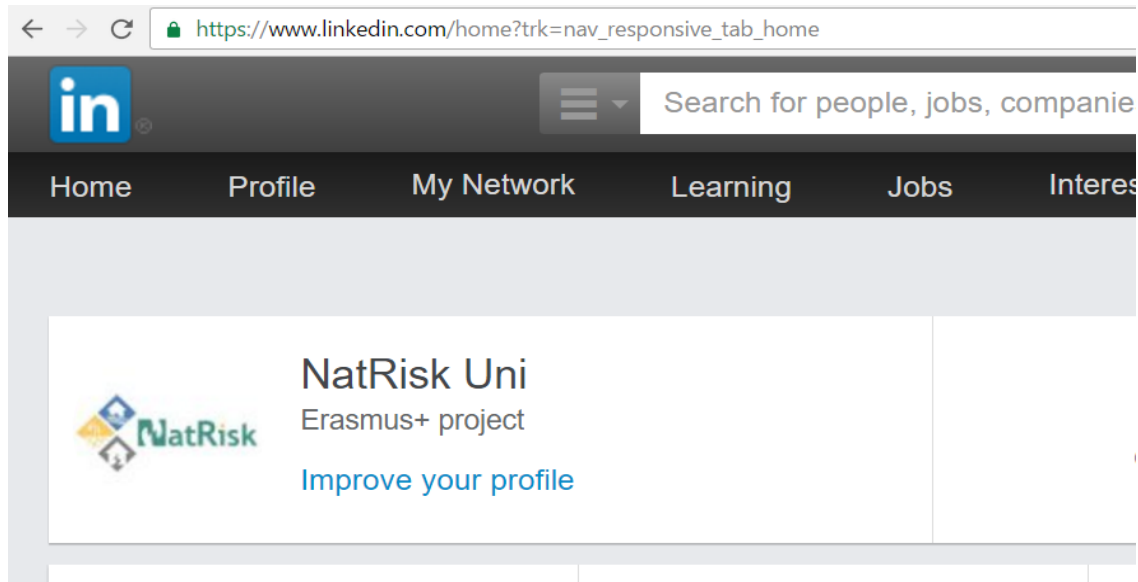 https://www.linkedin.com/home?trk=nav_responsive_tab_home
in
Search for people, jobs, companie
Home Profile My Network Learning Jobs Interes
NatRisk Uni
NatRisk
Erasmus+ project
Improve your profile